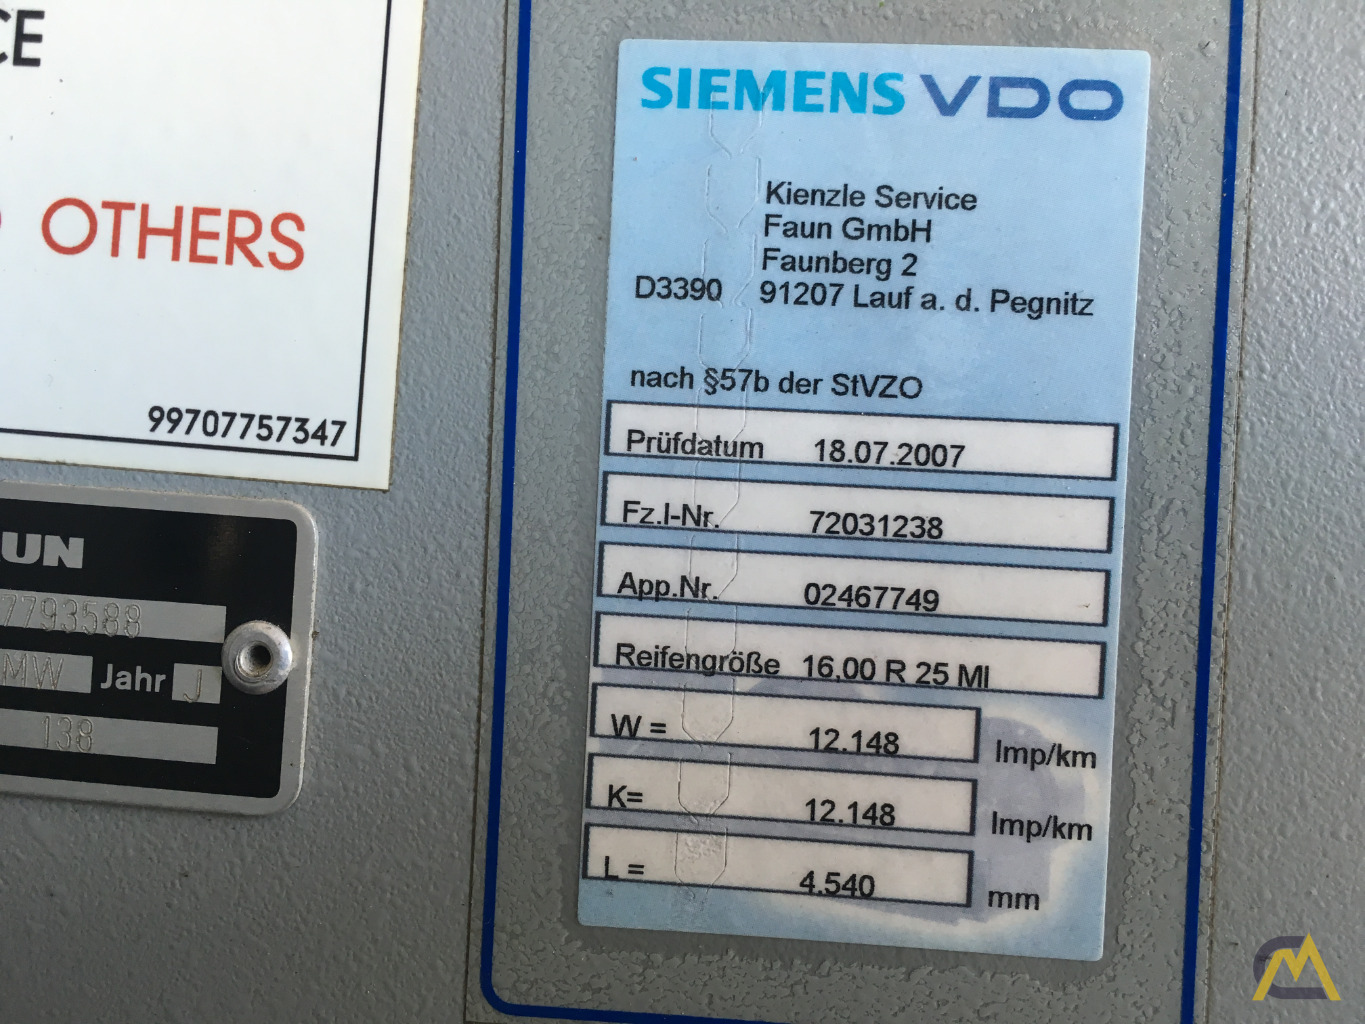 CE
OTHERS
99707757347
UN
7793588
MW Jahr J
138
SIEMENS VDO
Kienzle Service
Faun GmbH
Faunberg 2
D3390 91207 Lauf a. d. Pegnitz
nach §57b der StVZO
Prüfdatum 18.07.2007
Fz.I-Nr. 72031238
App.Nr. 02467749
Reifengröße 16,00 R 25 MI
W = 12.148 Imp/km
K= 12.148 Imp/km
L = 4.540 mm